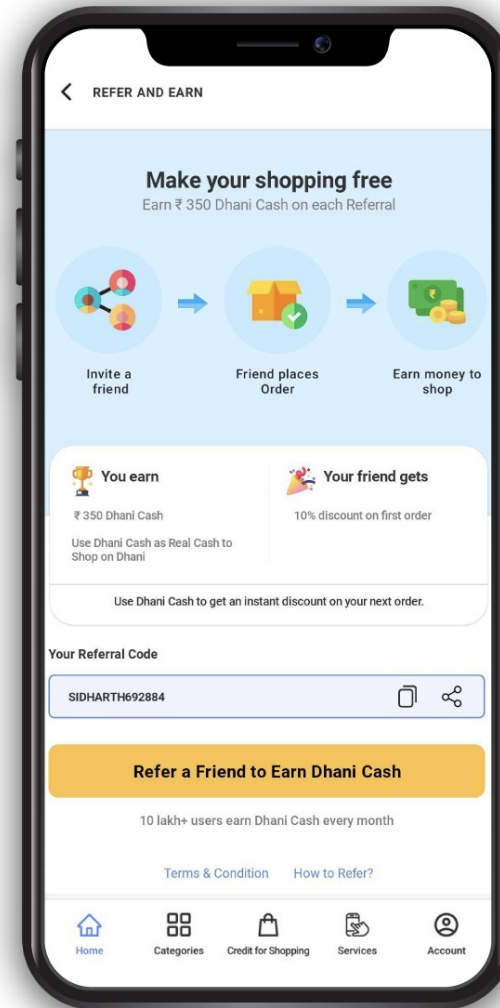 REFER AND EARN
Make your shopping free
Earn ₹ 350 Dhani Cash on each Referral
Invite a
friend
Friend places
Order
Earn money to
shop
You earn
₹ 350 Dhani Cash
Use Dhani Cash as Real Cash to
Shop on Dhani
Your friend gets
10% discount on first order
Use Dhani Cash to get an instant discount on your next order.
Your Referral Code
SIDHARTH692884
Refer a Friend to Earn Dhani Cash
10 lakh+ users earn Dhani Cash every month
Terms & Condition How to Refer?
Home Categories Credit for Shopping Services Account